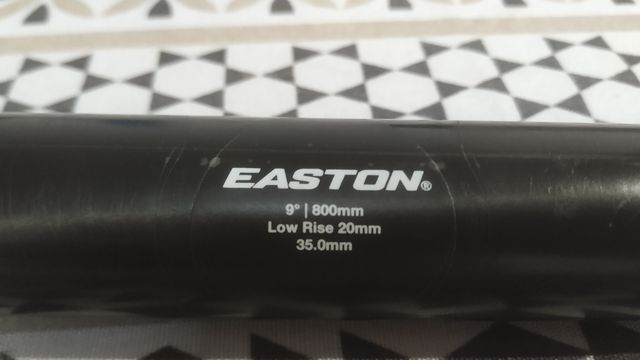 EASTON®
9° | 800mm
Low Rise 20mm
35.0mm